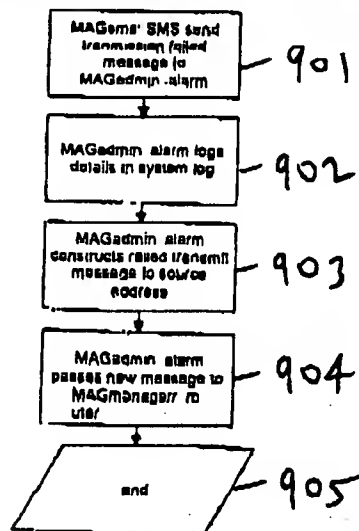 MAGsms' SMS send
transmission failed
message to
MAGadmin alarm
901
MAGadmin alarm logs
details in system log
902
MAGadmin alarm
constructs failed transmit
message to source
address
903
MAGadmin alarm
passes new message to
MAGmanager to
user
904
end
905